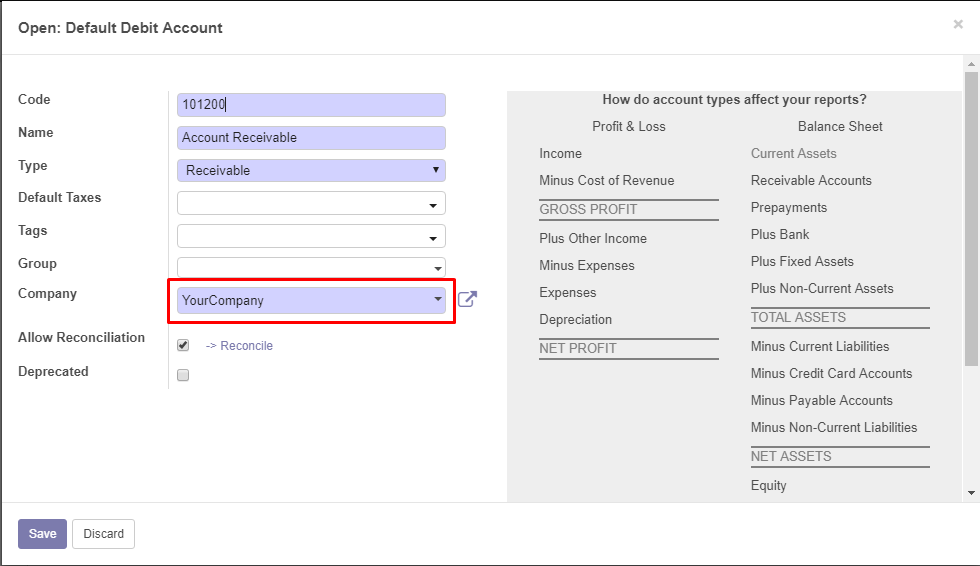 Open: Default Debit Account
×
Code
101200
Name
Account Receivable
Type
Receivable
Default Taxes
Tags
Group
Company
YourCompany
Allow Reconciliation
-> Reconcile
Deprecated
How do account types affect your reports?
Profit & Loss
Income
Minus Cost of Revenue
GROSS PROFIT
Plus Other Income
Minus Expenses
Expenses
Depreciation
NET PROFIT
Balance Sheet
Current Assets
Receivable Accounts
Prepayments
Plus Bank
Plus Fixed Assets
Plus Non-Current Assets
TOTAL ASSETS
Minus Current Liabilities
Minus Credit Card Accounts
Minus Payable Accounts
Minus Non-Current Liabilities
NET ASSETS
Equity
Save
Discard